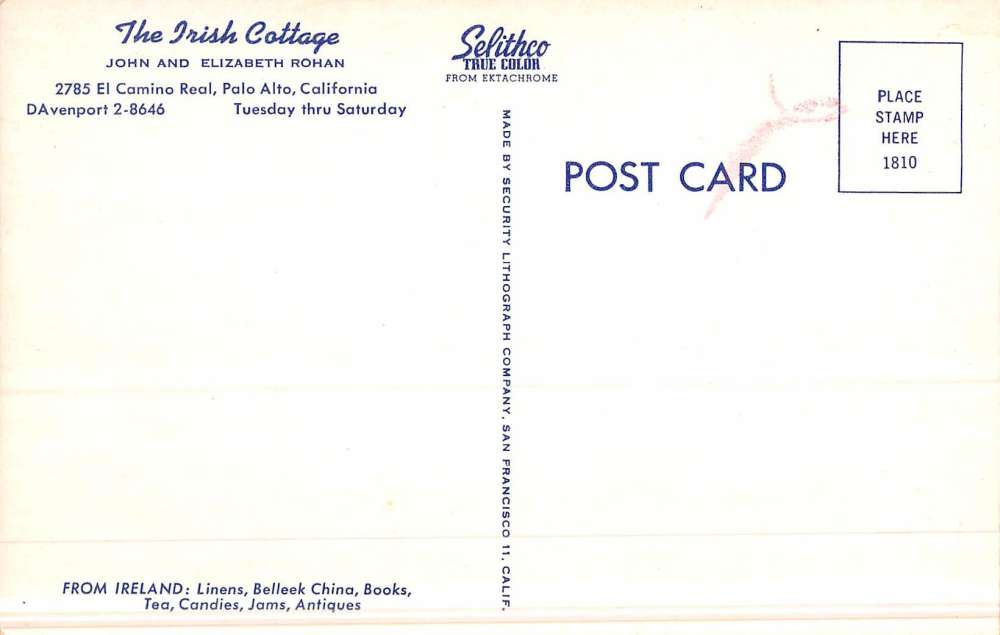 The Irish Cottage
JOHN AND ELIZABETH ROHAN
2785 El Camino Real, Palo Alto, California
DAvenport 2-8646 Tuesday thru Saturday
FROM IRELAND: Linens, Belleek China, Books,
Tea, Candies, Jams, Antiques
Selithco
TRUE COLOR
FROM EKTACHROME
MADE BY SECURITY LITHOGRAPH COMPANY, SAN FRANCISCO 11, CALIF.
POST CARD
PLACE
STAMP
HERE
1810